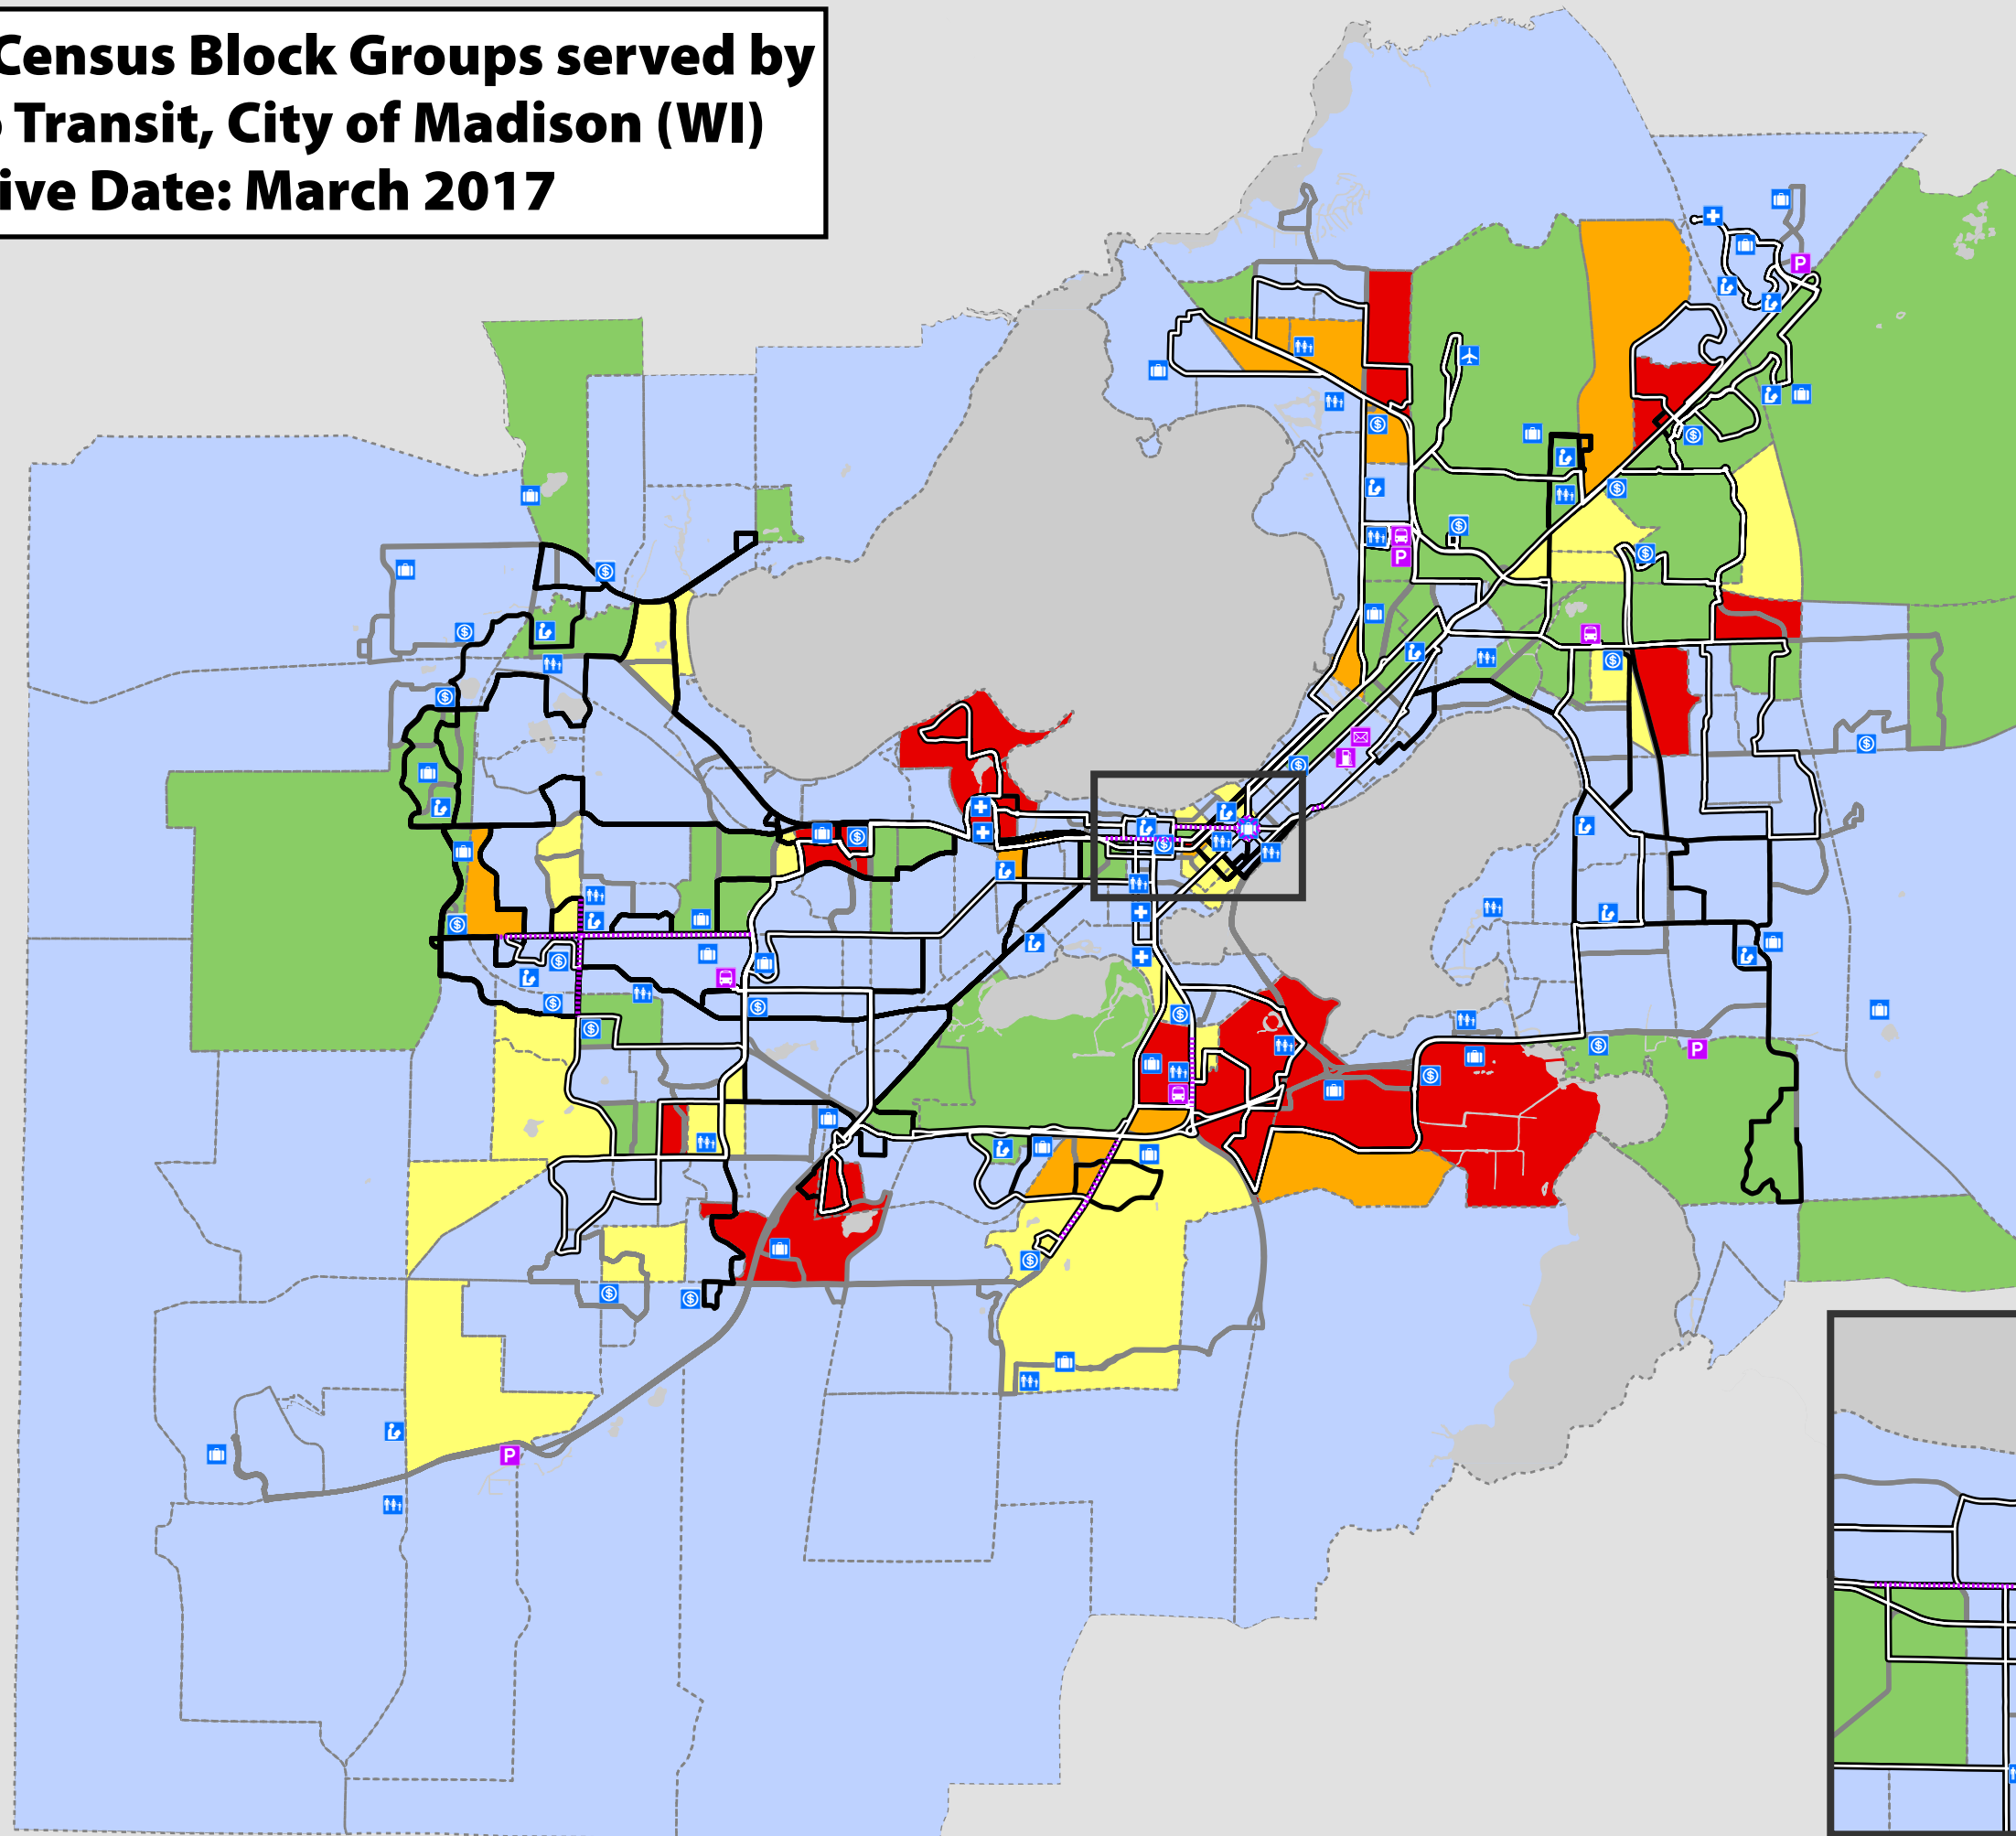 Census Block Groups served by
Transit, City of Madison (WI)
ive Date: March 2017
P
P
P
P